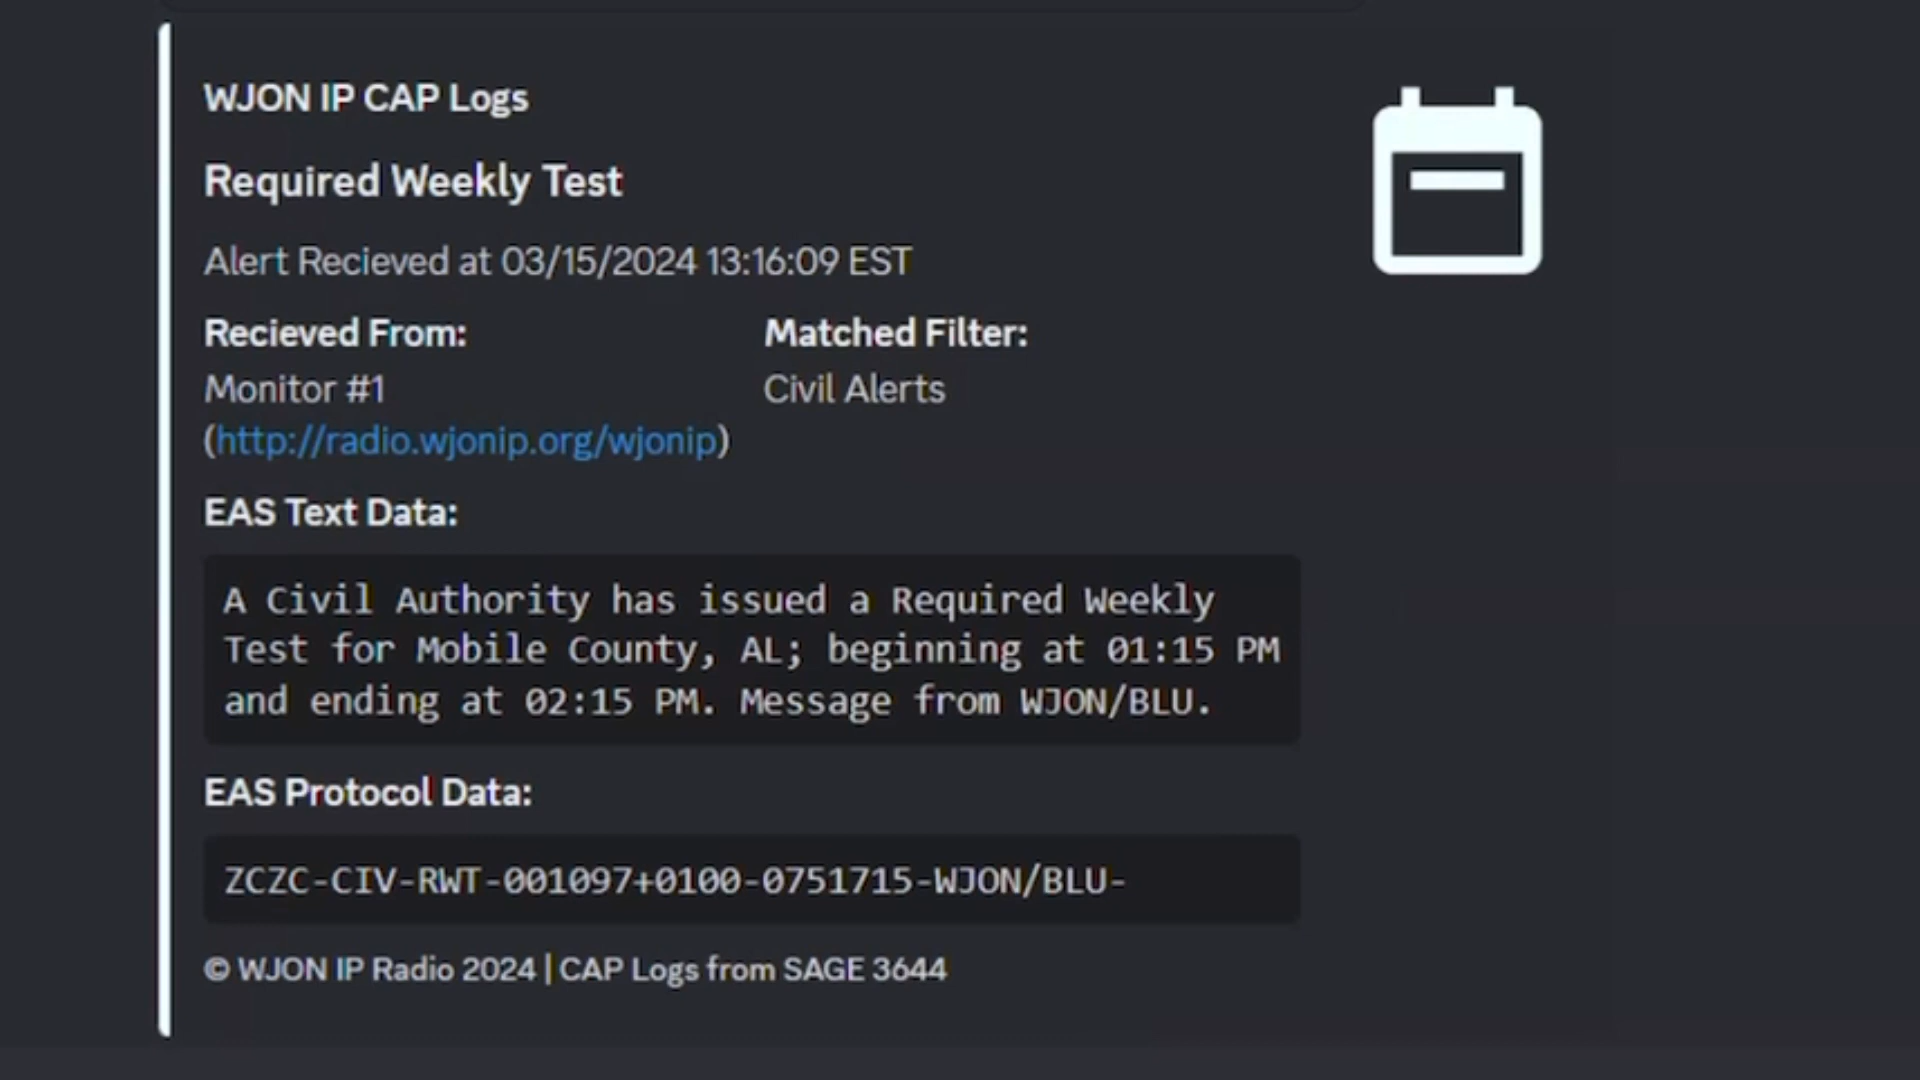 WJON IP CAP Logs
Required Weekly Test
Alert Recieved at 03/15/2024 13:16:09 EST
Recieved From:
Monitor #1
(http://radio.wjonip.org/wjonip)
Matched Filter:
Civil Alerts
EAS Text Data:
A Civil Authority has issued a Required Weekly
Test for Mobile County, AL; beginning at 01:15 PM
and ending at 02:15 PM. Message from WJON/BLU.
EAS Protocol Data:
ZCZC-CIV-RWT-001097+0100-0751715-WJON/BLU-
© WJON IP Radio 2024 | CAP Logs from SAGE 3644